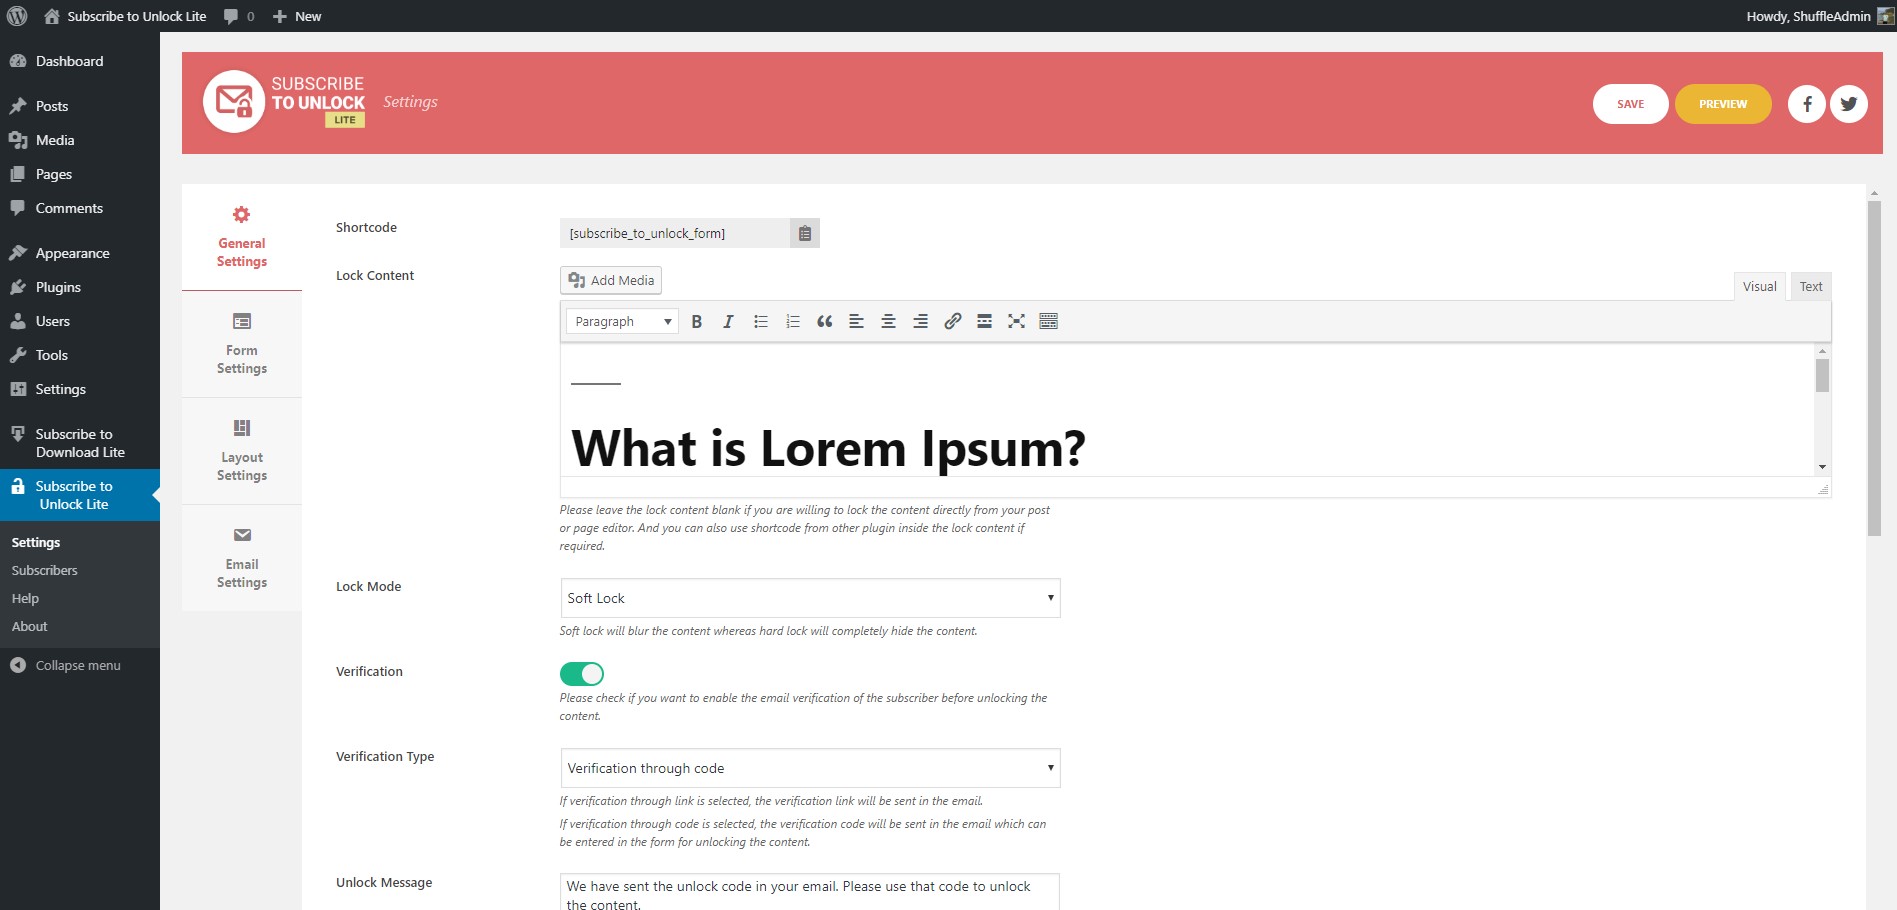 Subscribe to Unlock Lite
0
New
Howdy, ShuffleAdmin
Dashboard
Posts
Media
Pages
Comments
Appearance
Plugins
Users
Tools
Settings
Subscribe to
Download Lite
Subscribe to
Unlock Lite
Settings
Subscribers
Help
About
Collapse menu
SUBSCRIBE
TO UNLOCK
LITE
Settings
SAVE
PREVIEW
General
Settings
Form
Settings
Layout
Settings
Email
Settings
Shortcode
[subscribe_to_unlock_form]
Lock Content
Add Media
Visual
Text
Paragraph
What is Lorem Ipsum?
Please leave the lock content blank if you are willing to lock the content directly from your post
or page editor. And you can also use shortcode from other plugin inside the lock content if
required.
Lock Mode
Soft Lock
Soft lock will blur the content whereas hard lock will completely hide the content.
Verification
Please check if you want to enable the email verification of the subscriber before unlocking the
content.
Verification Type
Verification through code
If verification through link is selected, the verification link will be sent in the email.
If verification through code is selected, the verification code will be sent in the email which can
be entered in the form for unlocking the content.
Unlock Message
We have sent the unlock code in your email. Please use that code to unlock
the content.